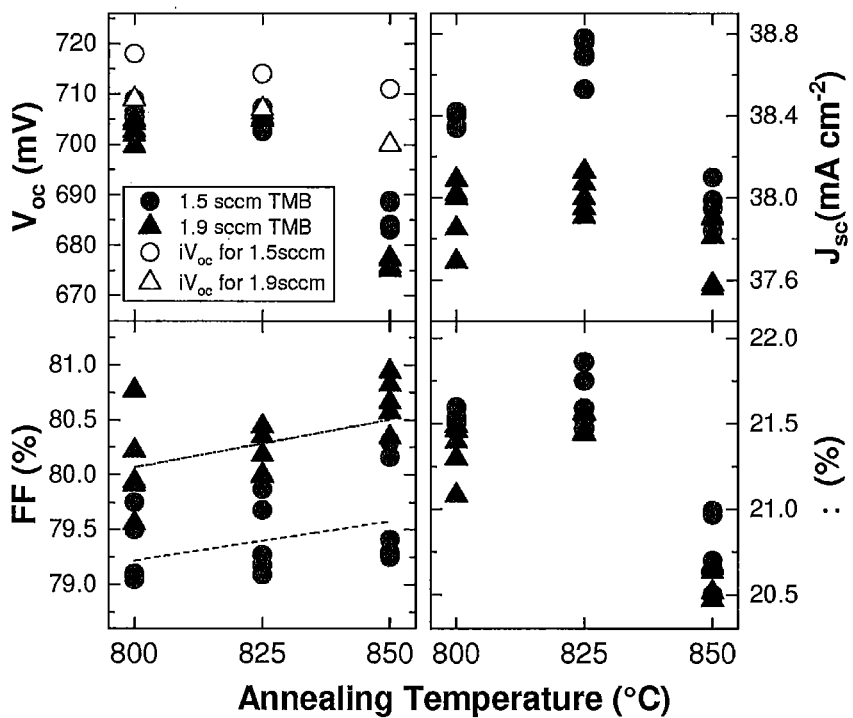 720
710
700
690
680
670
V_oc (mV)
1.5 sccm TMB
1.9 sccm TMB
iV_oc for 1.5sccm
iV_oc for 1.9sccm
38.8
38.4
38.0
37.6
J_sc(mA cm^-2)
81.0
80.5
80.0
79.5
79.0
FF (%)
22.0
21.5
21.0
20.5
: (%)
800 825 850 800 825 850
Annealing Temperature (°C)